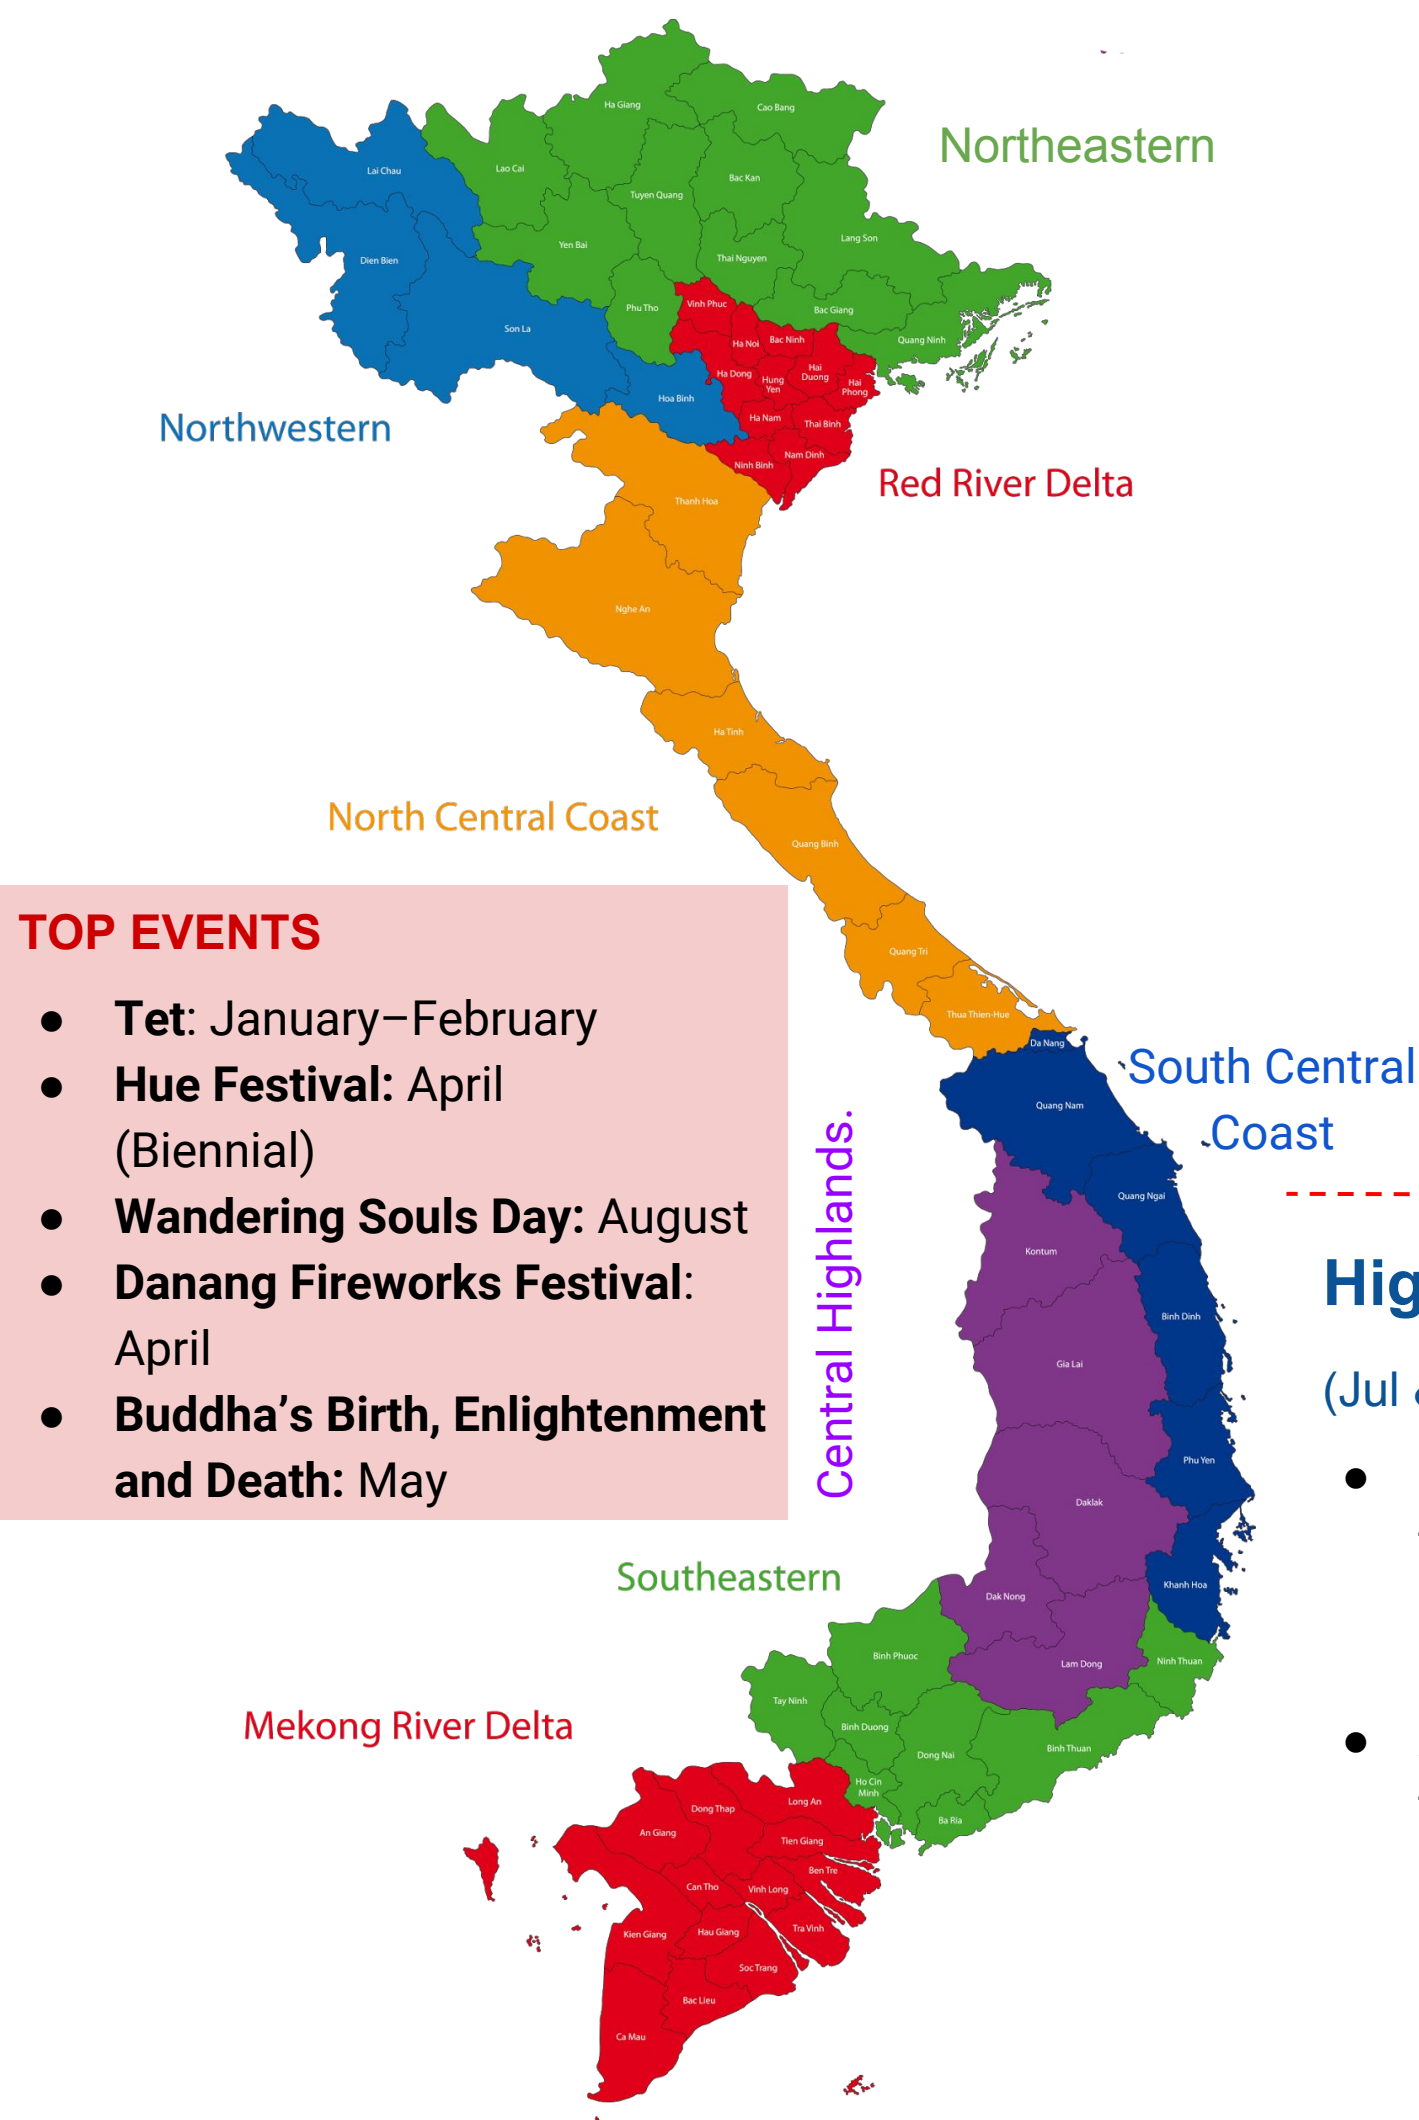 Ha Giang
Cao Bang
Northeastern
Lai Chau
Lao Cai
Bac Kan
Tuyen Quang
Lang Son
Yen Bai
Dien Bien
Thai Nguyen
Vinh Phuc
Phu Tho
Bac Giang
Son La
Ha Noi
Bac Ninh
Quang Ninh
Ha Dong
Hai
Duong
Hung
Yen
Hai
Phong
Hoa Binh
Northwestern
Ha Nam
Thai Binh
Nam Dinh
Ninh Binh
Red River Delta
Thanh Hoa
Nghe An
Ha Tinh
North Central Coast
Quang Binh
TOP EVENTS
● Tet: January–February
● Hue Festival: April
(Biennial)
● Wandering Souls Day: August
● Danang Fireworks Festival:
April
● Buddha’s Birth, Enlightenment
and Death: May
Quang Tri
Thua Thien-Hue
Da Nang
South Central
Coast
Quang Nam
Central Highlands.
Quang Ngai
Kontum
Hig
Binh Dinh
Gia Lai
(Jul
Phu Yen
Daklak
Southeastern
Khanh Hoa
Dak Nong
Binh Phuoc
Lam Dong
Ninh Thuan
Tay Ninh
Mekong River Delta
Binh Duong
Dong Nai
Binh Thuan
Ho Cin
Minh
Long An
Dong Thap
Ba Ria
An Giang
Tien Giang
Ben Tre
Can Tho
Vinh Long
Tra Vinh
Kien Giang
Hau Giang
Soc Trang
Bac Lieu
Ca Mau